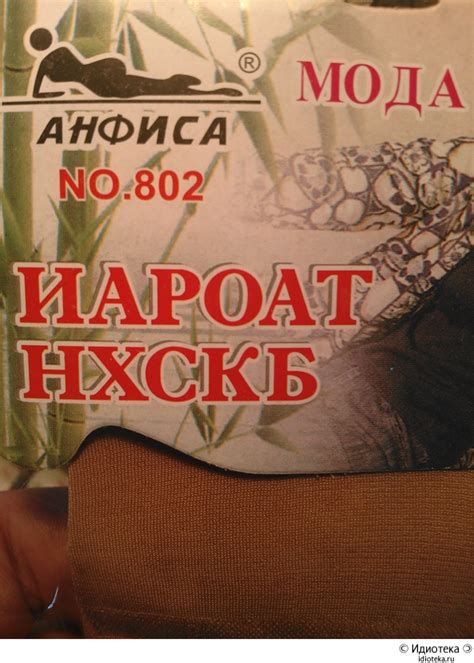 ®
МОДА
АНФИСА
NO.802
ИАРОАТ
НХСКБ
© Идиотека
idioteka.ru